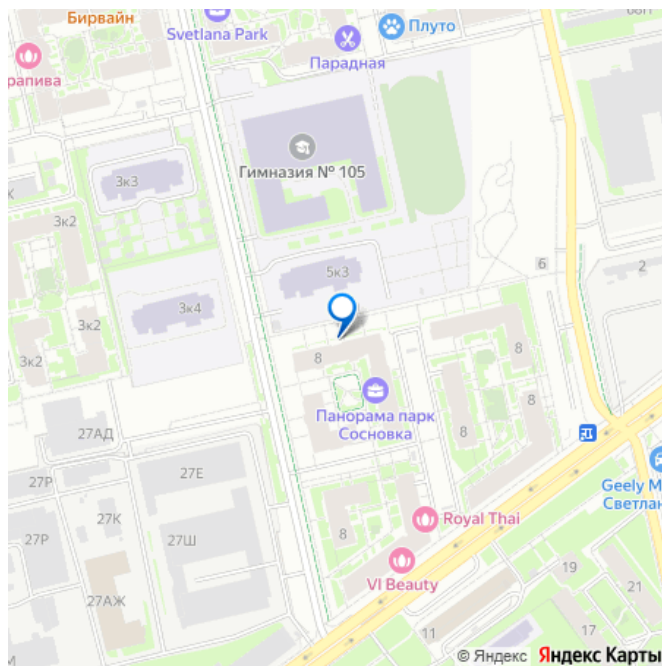 Бирвайн
Svetlana Park
Плуто
68Н
Парадная
рапива
Гимназия № 105
3к3
3к2
5к3
6
2
3к4
3к2
3к2
8
8
8
Панорама парк
Сосновка
27АД
8
27Р
27Е
Geely M
Светлан
27К
Royal Thai
27Р
27Ш
8
VI Beauty
19
27АЖ
21
11
17
© Яндекс Яндекс Карты